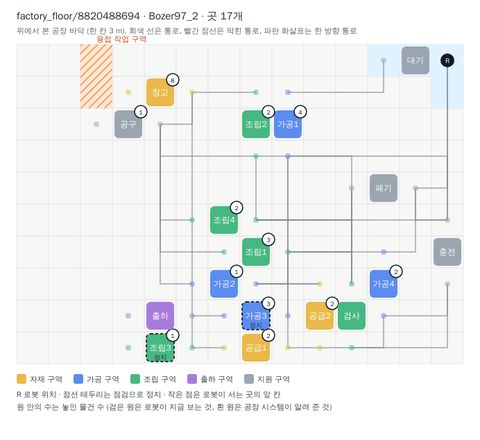 factory_floor/8820488694 · Bozer97_2 · 곳 17개
위에서 본 공장 바닥 (한 칸 3 m). 회색 선은 통로, 빨간 점선은 막힌 통로, 파란 화살표는 한 방향 통로
용접 작업 구역
대기
R
창고
8
공구
1
조립2
2
가공1
4
폐기
조립4
2
조립1
3
충전
가공2
1
가공4
2
출하
가공3
3
정지
공급2
2
검사
조립3
1
정지
공급1
2
자재 구역
가공 구역
조립 구역
출하 구역
지원 구역
R 로봇 위치 · 점선 테두리는 점검으로 정지 · 작은 점은 로봇이 서는 곳의 앞 칸
원 안의 수는 놓인 물건 수 (검은 원은 로봇이 지금 보는 것, 흰 원은 공장 시스템이 알려 준 것)